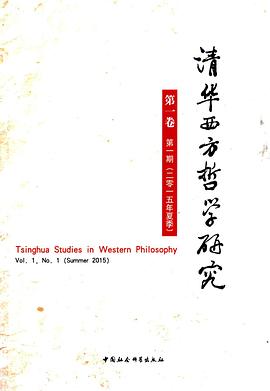 清华西方哲学研究
第一卷 第一期(二零一五年夏季)
Tsinghua Studies in Western Philosophy
Vol. 1, No. 1 (Summer 2015)
中国社会科学出版社